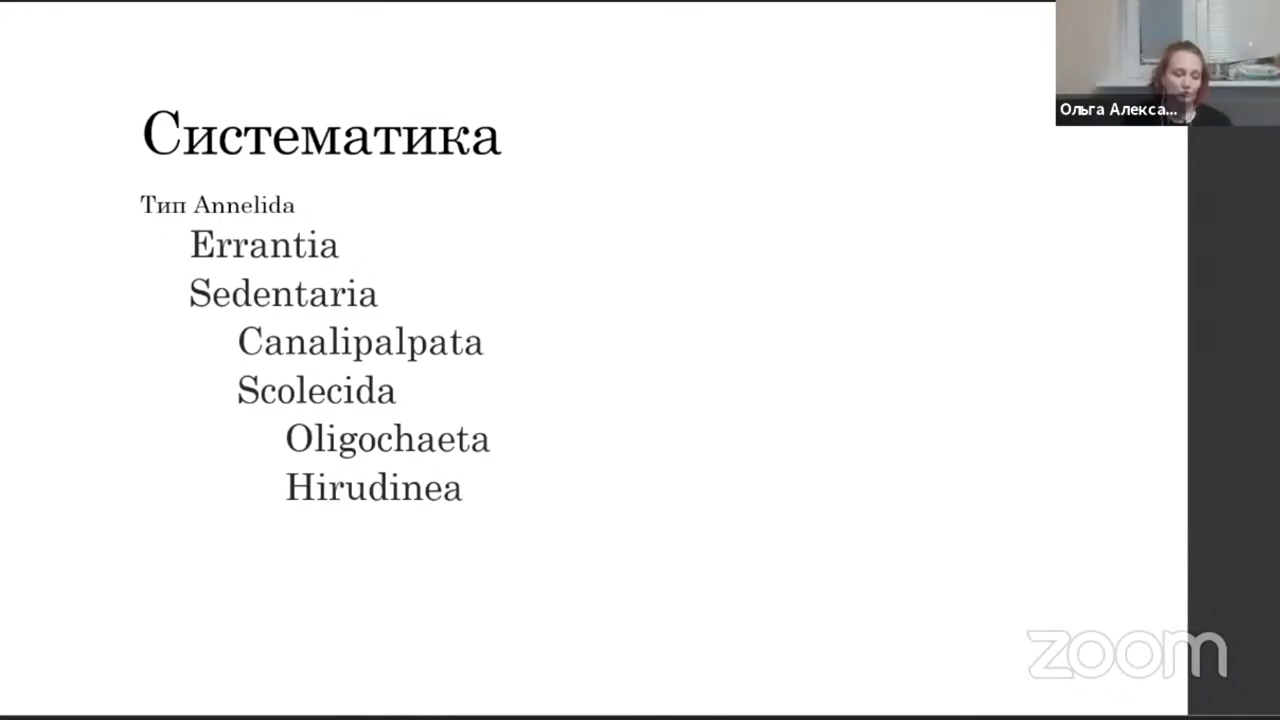 Ольга Алекса...
Систематика
Тип Annelida
Errantia
Sedentaria
Canalipalpata
Scolecida
Oligochaeta
Hirudinea
zoom